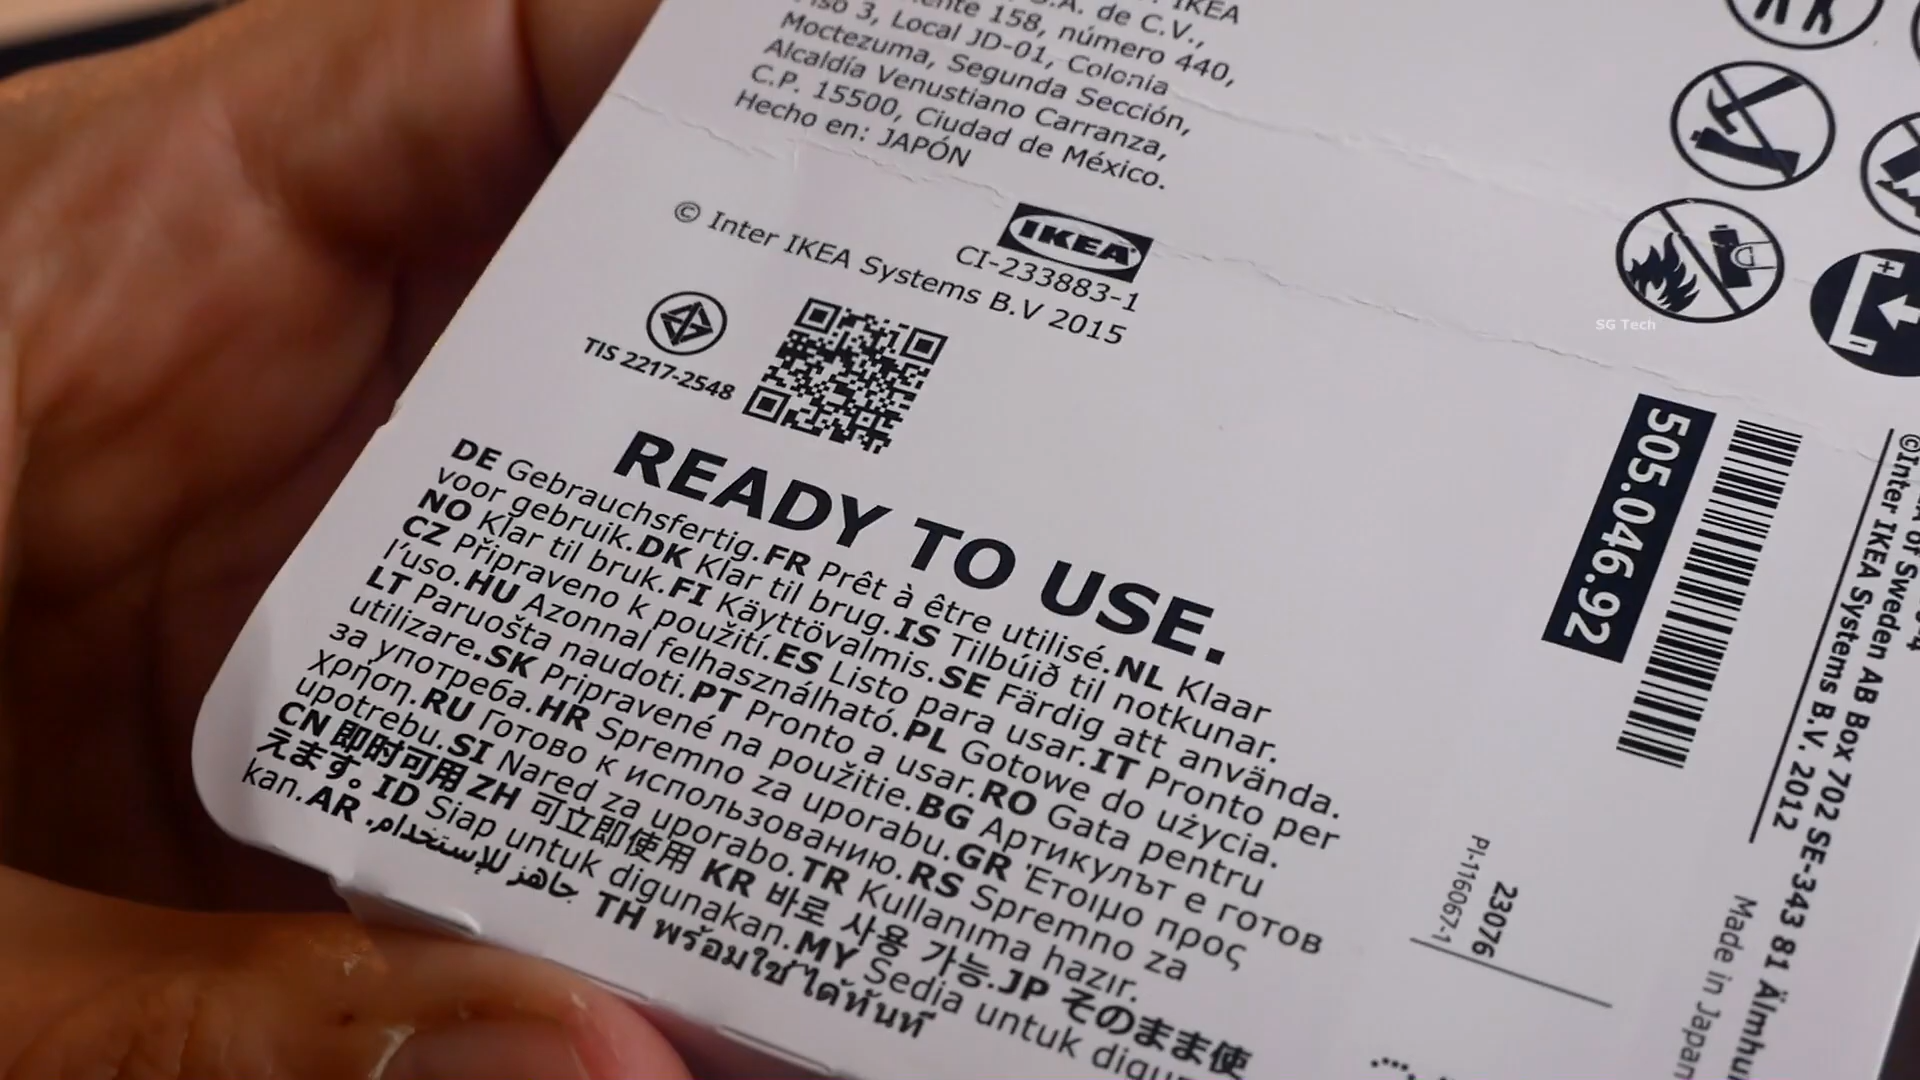 IKEA
S.A. de C.V.,
158, número 440,
Piso 3, Local JD-01, Colonia
Moctezuma, Segunda Sección,
Alcaldía Venustiano Carranza,
C.P. 15500, Ciudad de México.
Hecho en: JAPÓN
IKEA
CI-233883-1
© Inter IKEA Systems B.V 2015
TIS 2217-2548
READY TO USE.
DE Gebrauchsfertig.FR Prêt à être utilisé.NL Klaar
voor gebruik.DK Klar til brug.IS Tilbúið til notkunar.
NO Klar til bruk.FI Käyttövalmis.SE Färdig att använda.
CZ Připraveno k použití.ES Listo para usar.IT Pronto per
l'uso.HU Azonnal felhasználható.PL Gotowe do użycia.
LT Paruošta naudoti.PT Pronto a usar.RO Gata pentru
utilizare.SK Pripravené na použitie.BG Артикулът е готов
за употреба.HR Spremno za uporabu.GR Έτοιμο προς
χρήση.RU Готово к использованию.RS Spremno za
upotrebu.SI Nared za uporabo.TR Kullanıma hazır.
CN 即时可用 ZH 可立即使用 KR 바로 사용 가능.JP そのまま使
えます。ID Siap untuk digunakan.MY Sedia untuk digu
kan.AR جاهز للإستخدام. TH พร้อมใช้ได้ทันที
SG Tech
505.046.92
of Sweden AB Box 702 SE-343 81 Älmhu
©Inter IKEA Systems B.V. 2012
Made in Japan
23076
PI-116067-1